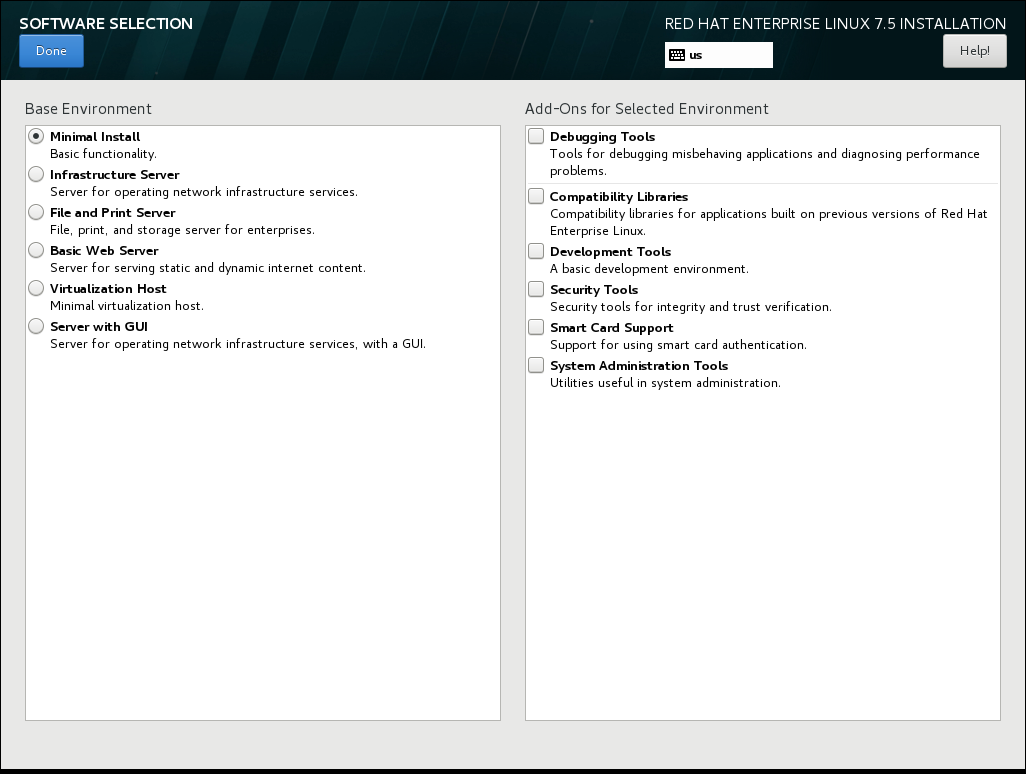 SOFTWARE SELECTION
RED HAT ENTERPRISE LINUX 7.5 INSTALLATION
Done
us
Help!
Base Environment
Minimal Install
Basic functionality.
Infrastructure Server
Server for operating network infrastructure services.
File and Print Server
File, print, and storage server for enterprises.
Basic Web Server
Server for serving static and dynamic internet content.
Virtualization Host
Minimal virtualization host.
Server with GUI
Server for operating network infrastructure services, with a GUI.
Add-Ons for Selected Environment
Debugging Tools
Tools for debugging misbehaving applications and diagnosing performance
problems.
Compatibility Libraries
Compatibility libraries for applications built on previous versions of Red Hat
Enterprise Linux.
Development Tools
A basic development environment.
Security Tools
Security tools for integrity and trust verification.
Smart Card Support
Support for using smart card authentication.
System Administration Tools
Utilities useful in system administration.